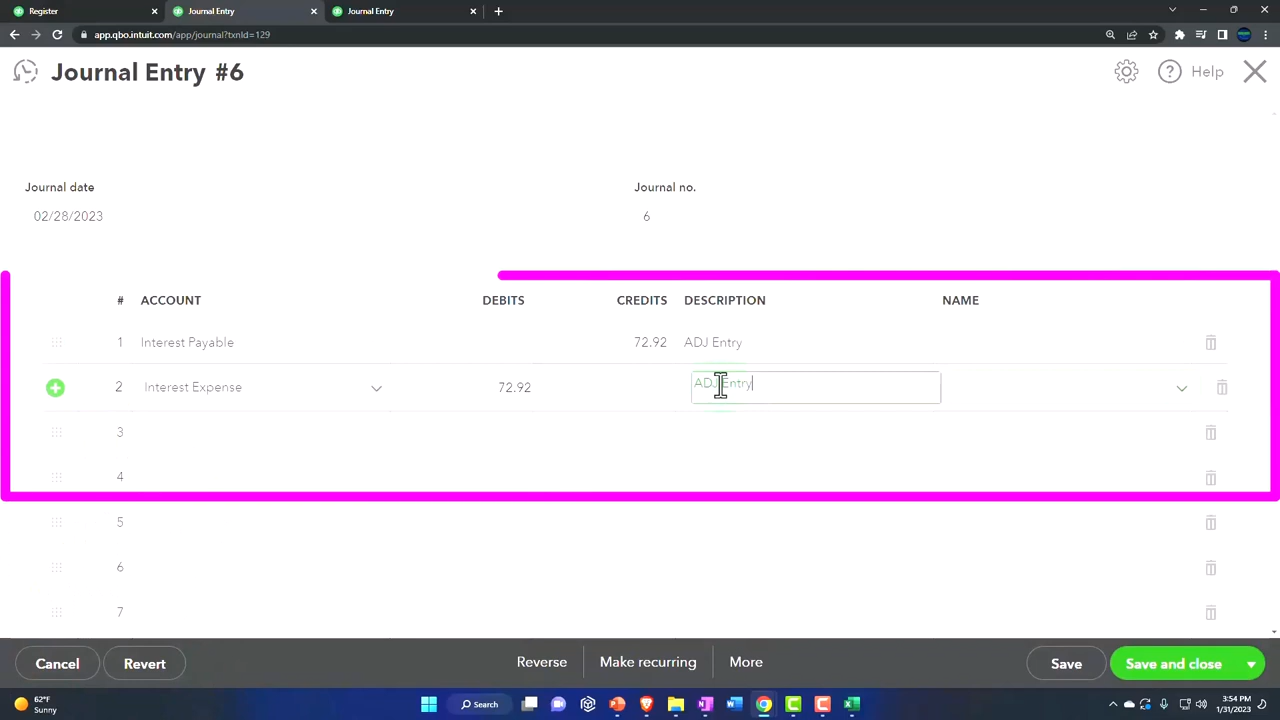 Register
Journal Entry
Journal Entry
app.qbo.intuit.com/app/journal?txnId=129
Journal Entry #6
Help
Journal date
Journal no.
02/28/2023
6
# ACCOUNT DEBITS CREDITS DESCRIPTION NAME
1 Interest Payable 72.92 ADJ Entry
2 Interest Expense 72.92 ADJ Entry
3
4
5
6
7
Cancel Revert Reverse Make recurring More Save Save and close
62°F
Sunny
Search
3:54 PM
1/31/2023